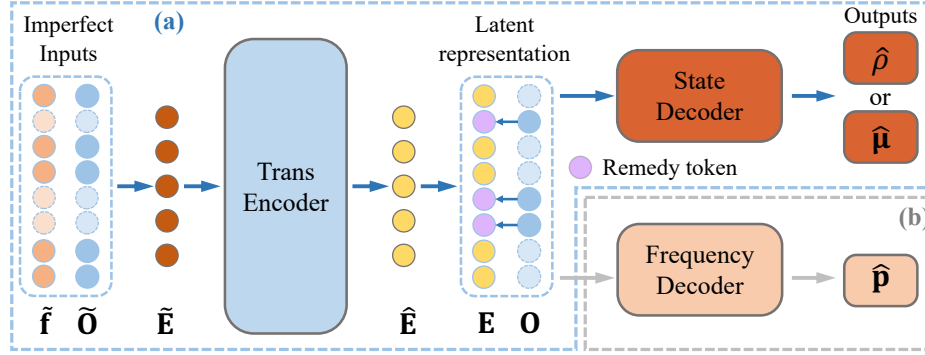 Imperfect
Inputs
(a)
Latent
representation
Outputs
Trans
Encoder
State
Decoder
ρ̂
or
μ̂
Remedy token
(b)
Frequency
Decoder
p̂
f̃
Õ
Ẽ
Ê
E
O